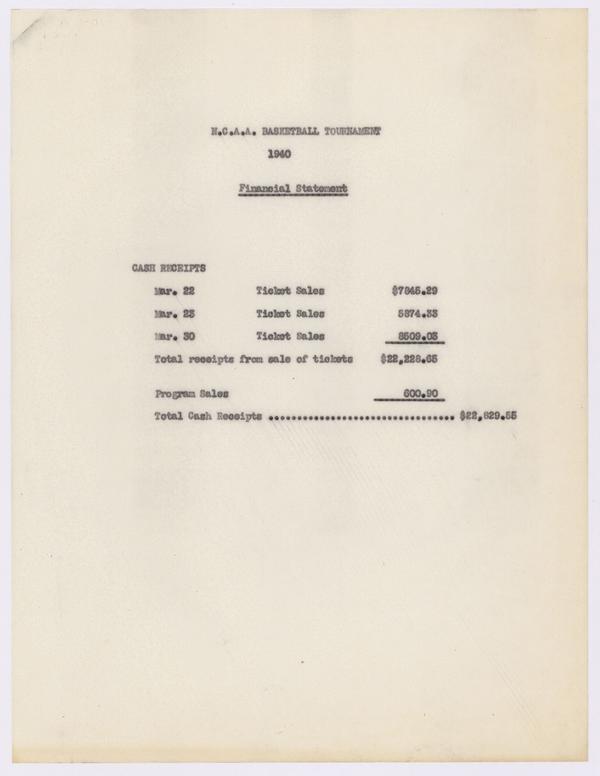 N.C.A.A. BASKETBALL TOURNAMENT
1940
Financial Statement
CASH RECEIPTS
Mar. 22 Ticket Sales $7845.29
Mar. 23 Ticket Sales 5874.33
Mar. 30 Ticket Sales 8509.03
Total receipts from sale of tickets $22,228.65
Program Sales 600.90
Total Cash Receipts ................................. $22,829.55